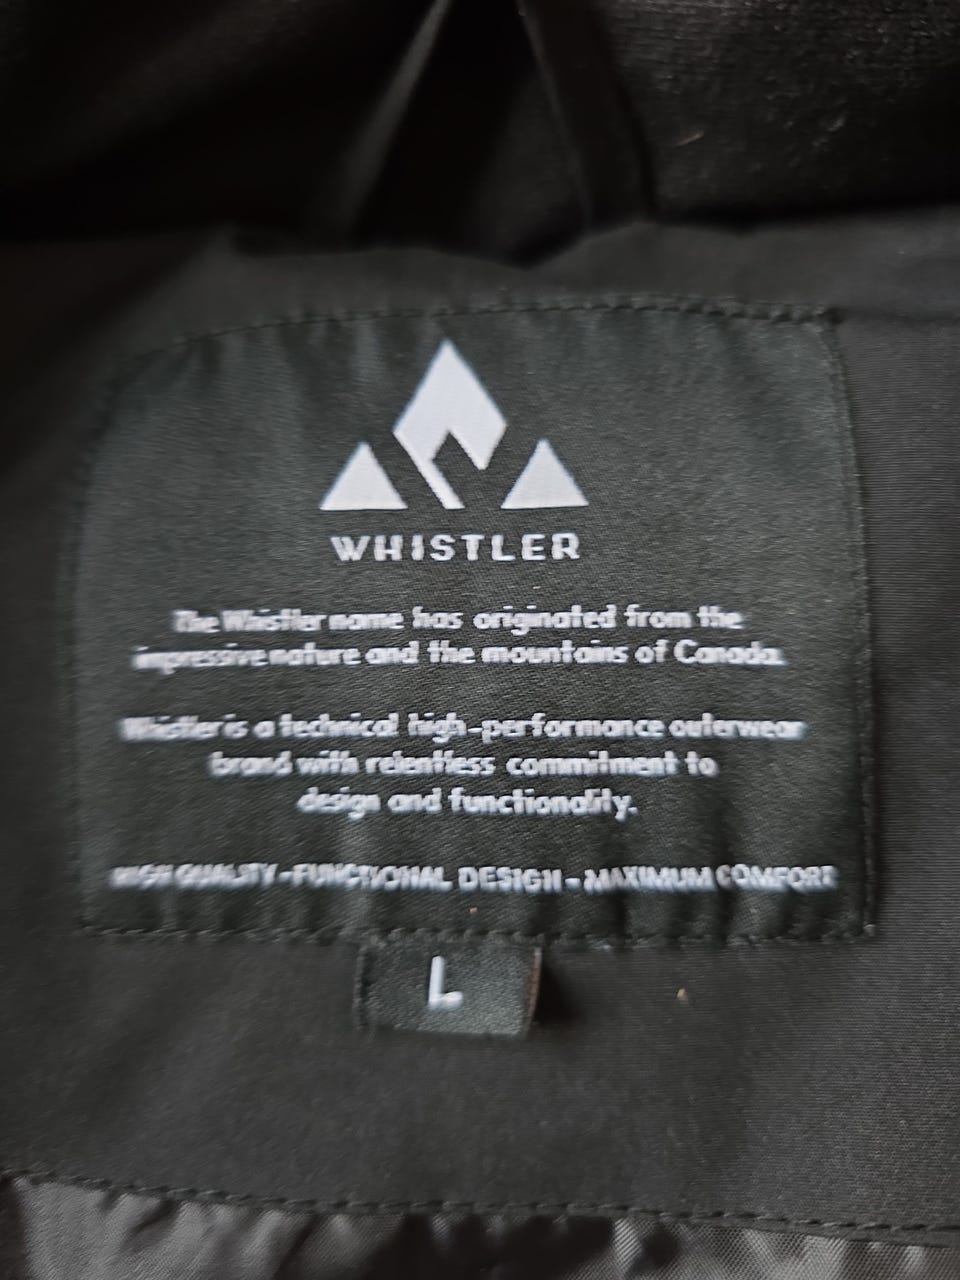 WHISTLER
The Whistler name has originated from the
impressive nature and the mountains of Canada.
Whistler is a technical high-performance outerwear
brand with relentless commitment to
design and functionality.
HIGH QUALITY - FUNCTIONAL DESIGN - MAXIMUM COMFORT
L